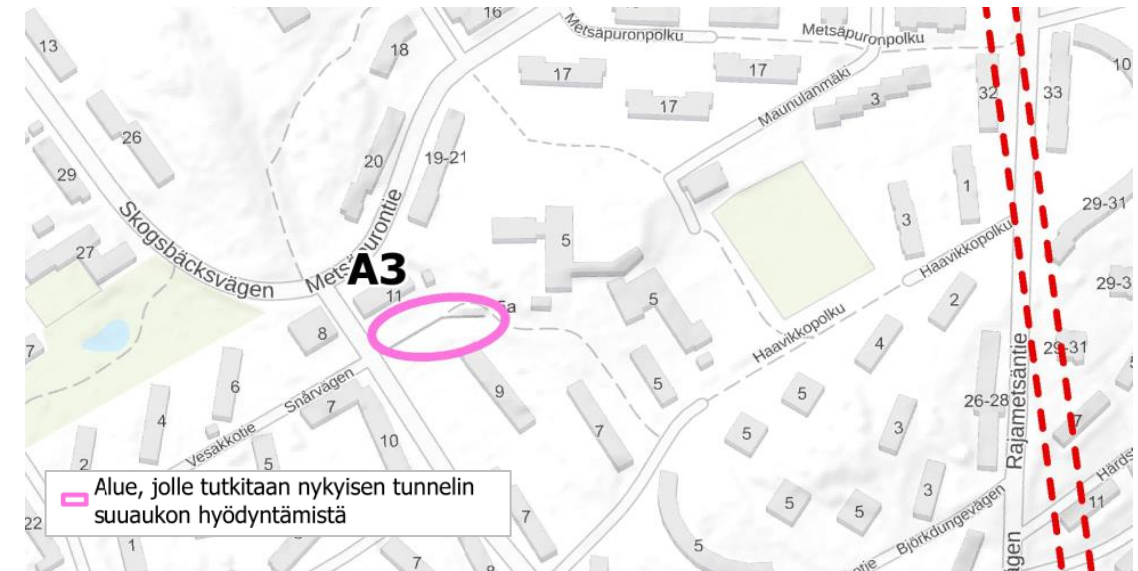 16
13
18
Metsäpuronpolku
Metsäpuronpolku
17
17
10
32
33
17
Maunulanmäki
3
26
20
19-21
29
1
29-31
3
Skogsbäcksvägen
Metsäpurontie
5
27
Haavikkopolku
A3
11
5a
5
2
29-3
8
Haavikkopolku
4
29-31
Rajametsäntie
7
6
9
5
Snårvägen
7
5
26-28
7
4
7
10
5
3
Vesakkotie
2
5
Härdst
Alue, jolle tutkitaan nykyisen tunnelin
suuaukon hyödyntämistä
3
11
5
5
22
7
Björkdungevägen
1
5
7
ägen